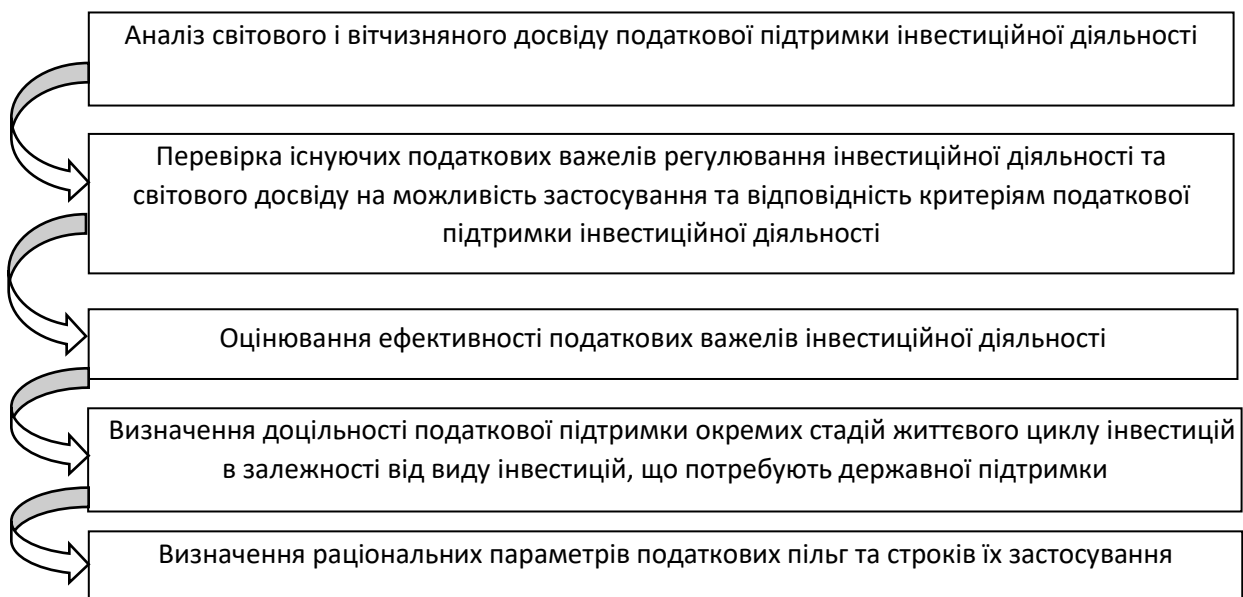 Аналіз світового і вітчизняного досвіду податкової підтримки інвестиційної діяльності
Перевірка існуючих податкових важелів регулювання інвестиційної діяльності та
світового досвіду на можливість застосування та відповідність критеріям податкової
підтримки інвестиційної діяльності
Оцінювання ефективності податкових важелів інвестиційної діяльності
Визначення доцільності податкової підтримки окремих стадій життєвого циклу інвестицій
в залежності від виду інвестицій, що потребують державної підтримки
Визначення раціональних параметрів податкових пільг та строків їх застосування